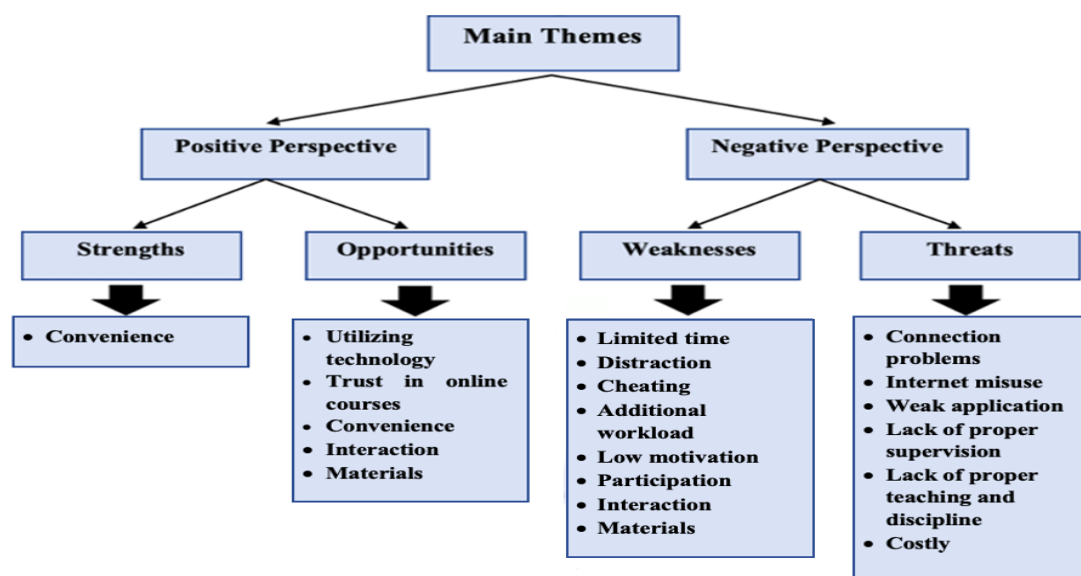 Main Themes
Positive Perspective
Negative Perspective
Strengths
Opportunities
Weaknesses
Threats
• Convenience
• Utilizing
technology
• Trust in online
courses
• Convenience
• Interaction
• Materials
• Limited time
• Distraction
• Cheating
• Additional
workload
• Low motivation
• Participation
• Interaction
• Materials
• Connection
problems
• Internet misuse
• Weak application
• Lack of proper
supervision
• Lack of proper
teaching and
discipline
• Costly